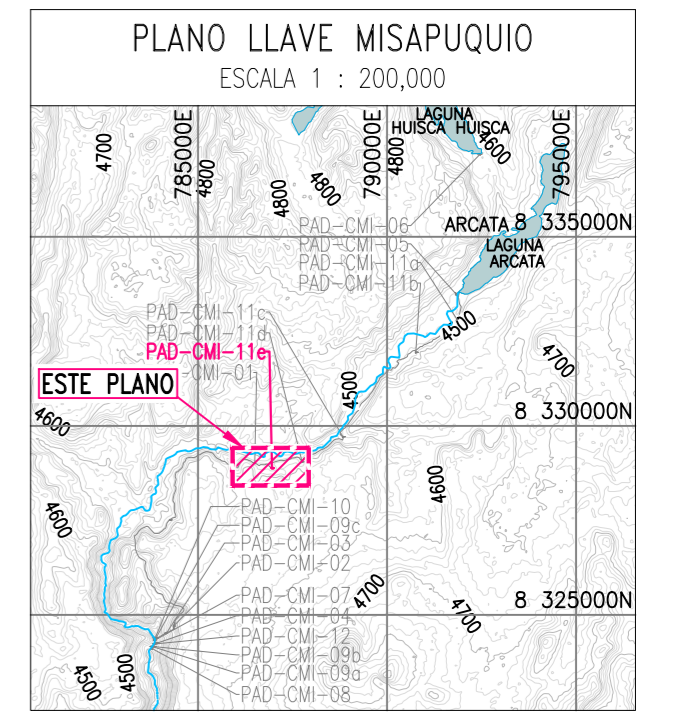 PLANO LLAVE MISAPUQUIO
ESCALA 1 : 200,000
4700
785000E
4800
4800
4800
790000E
4800
LAGUNA
HUISCA HUISCA
4600
795000E
PAD-CMI-06
ARCATA
8 335000N
PAD-CMI-05
LAGUNA
ARCATA
PAD-CMI-11a
PAD-CMI-11b
PAD-CMI-11c
PAD-CMI-11d
PAD-CMI-11e
4500
4700
-CMI-01
ESTE PLANO
4500
4600
8 330000N
4600
4600
PAD-CMI-10
PAD-CMI-09c
PAD-CMI-03
PAD-CMI-02
PAD-CMI-07
4700
4700
8 325000N
PAD-CMI-04
PAD-CMI-12
PAD-CMI-09b
PAD-CMI-09a
PAD-CMI-08
4500
4500